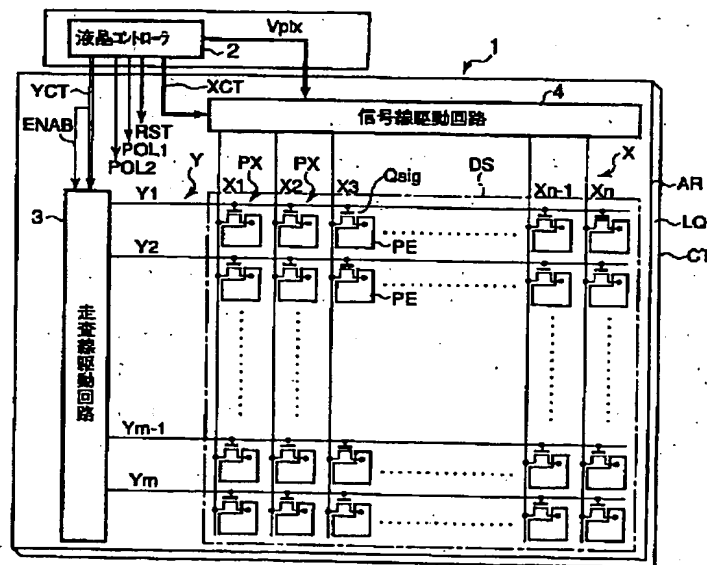 Vpix
液晶コントローラ
2
1
YCT
XCT
4
ENAB
RST
信号線駆動回路
POL1
POL2
Y
PX
PX
Qsig
DS
X
AR
X1
X2
X3
Xn-1
Xn
Y1
3
LQ
PE
CT
Y2
PE
走査線駆動回路
Ym-1
Ym